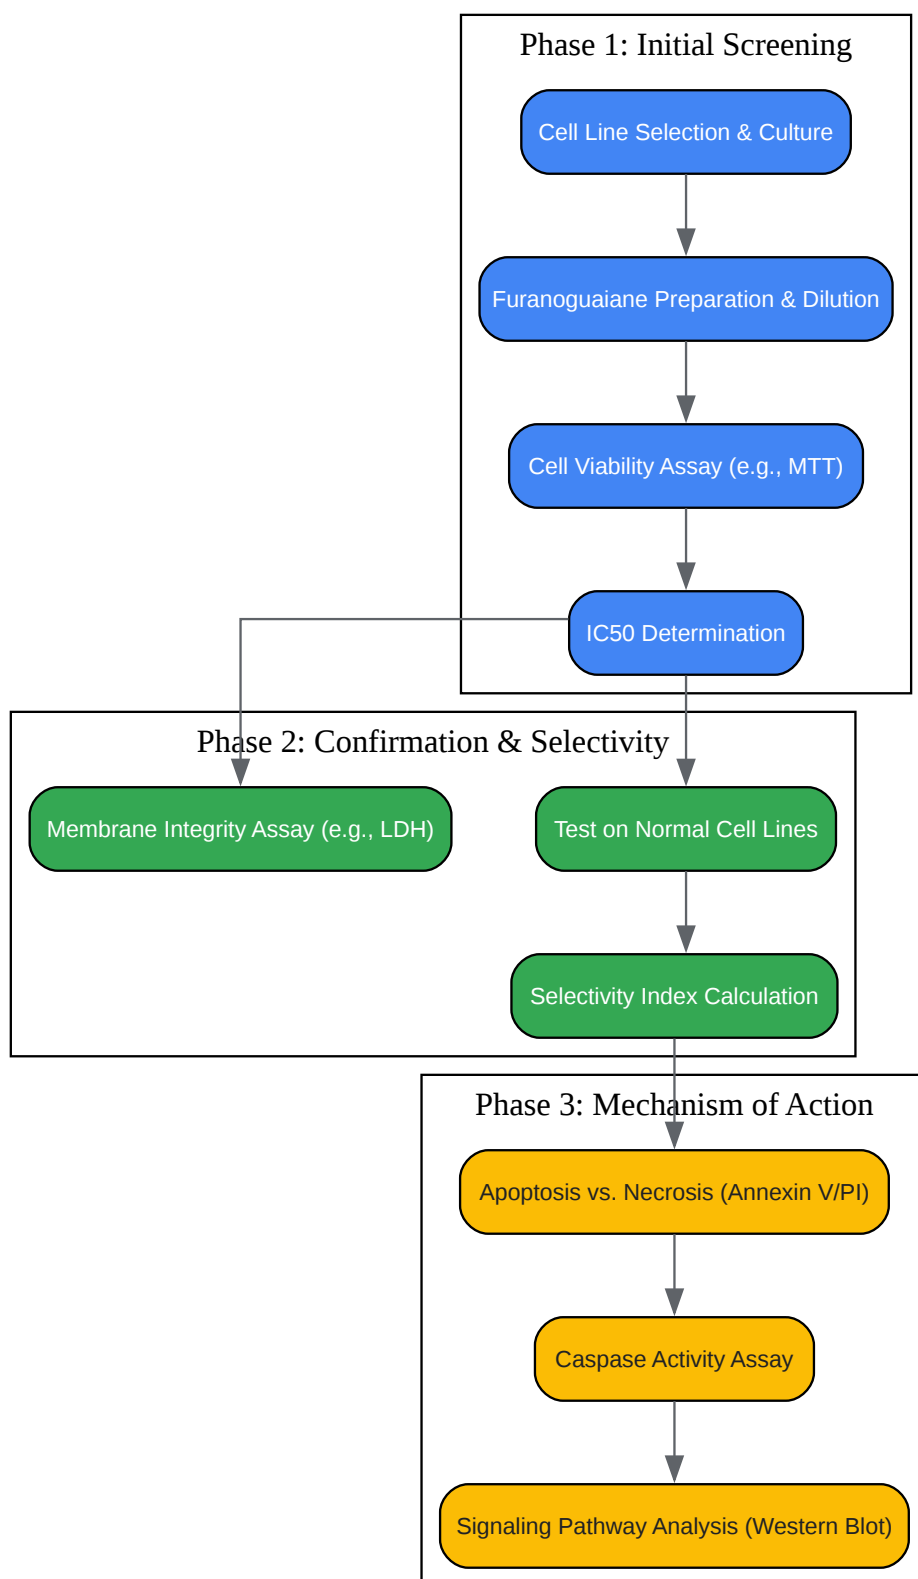 Phase 1: Initial Screening
Cell Line Selection & Culture
Furanoguaiane Preparation & Dilution
Cell Viability Assay (e.g., MTT)
IC50 Determination
Phase 2: Confirmation & Selectivity
Membrane Integrity Assay (e.g., LDH)
Test on Normal Cell Lines
Selectivity Index Calculation
Phase 3: Mechanism of Action
Apoptosis vs. Necrosis (Annexin V/PI)
Caspase Activity Assay
Signaling Pathway Analysis (Western Blot)